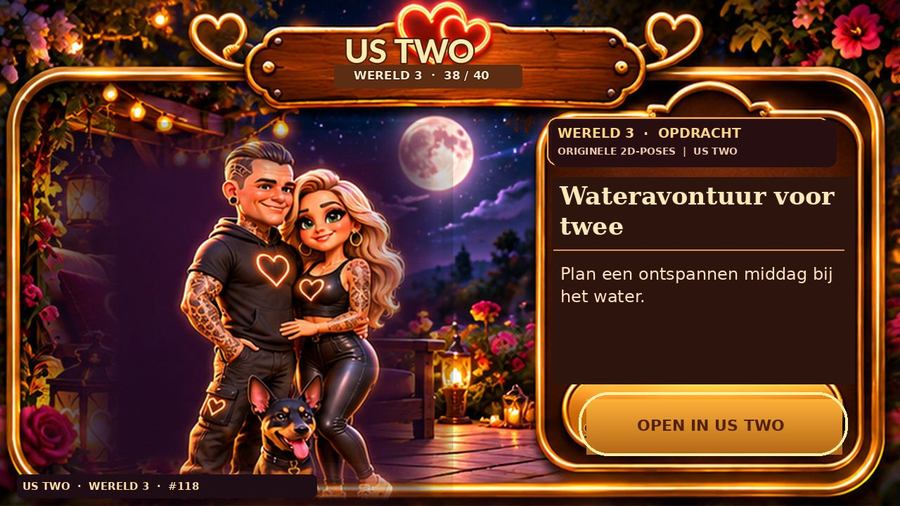 US TWO
WERELD 3 · 38 / 40
WERELD 3 · OPDRACHT
ORIGINELE 2D-POSES | US TWO
Wateravontuur voor
twee
Plan een ontspannen middag bij
het water.
OPEN IN US TWO
US TWO · WERELD 3 · #118